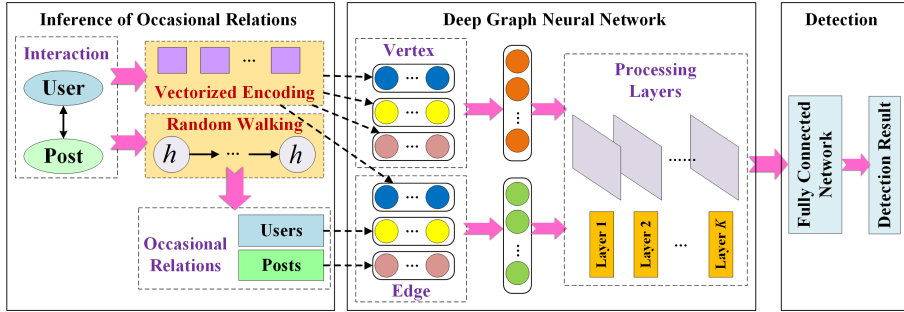 Inference of Occasional Relations
Interaction
User
Post
...
Vectorized Encoding
Random Walking
h
...
h
Occasional
Relations
Users
Posts
Deep Graph Neural Network
Vertex
...
...
...
...
...
...
Edge
...
...
Processing
Layers
......
Layer 1
Layer 2
...
Layer K
Detection
Fully Connected
Network
Detection Result